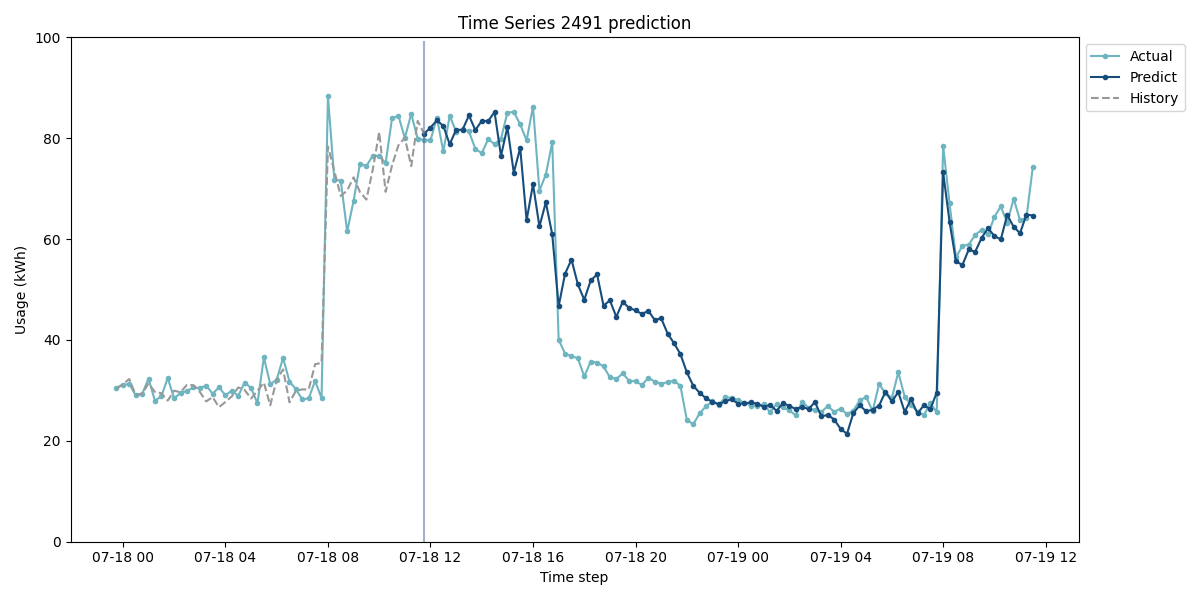 Time Series 2491 prediction
100
80
60
40
20
0
Usage (kWh)
07-18 00
07-18 04
07-18 08
07-18 12
07-18 16
07-18 20
07-19 00
07-19 04
07-19 08
07-19 12
Time step
Actual
Predict
History